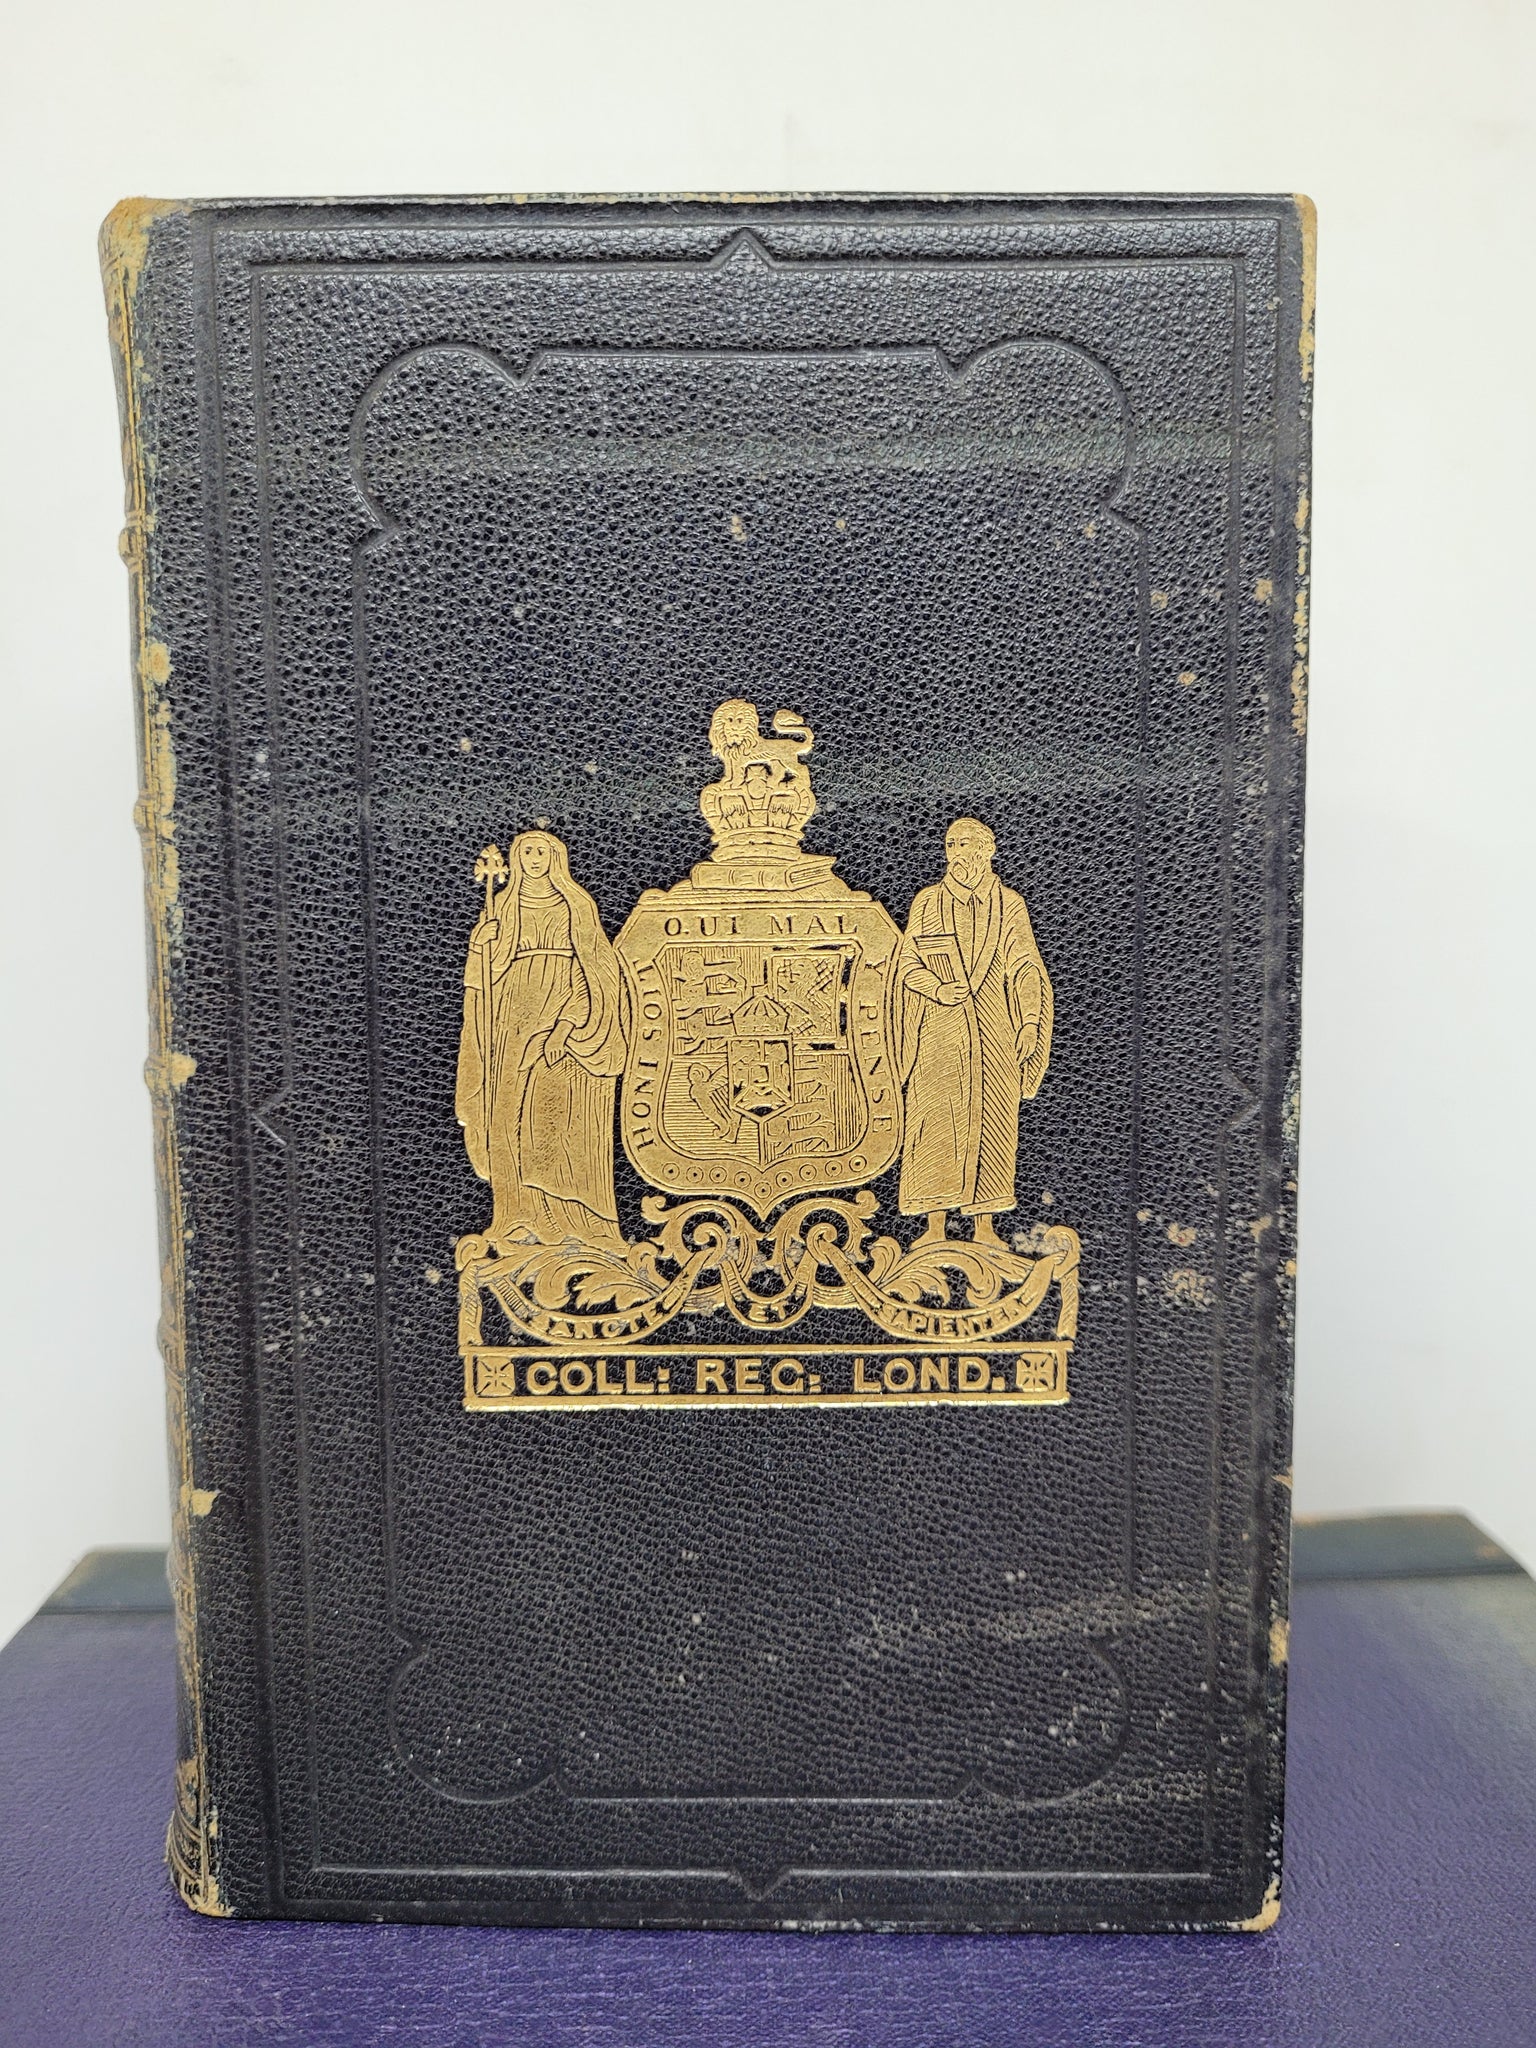 HONI SOIT QUI MAL Y PENSE
SANCTE ET SAPIENTER
COLL: REG: LOND.